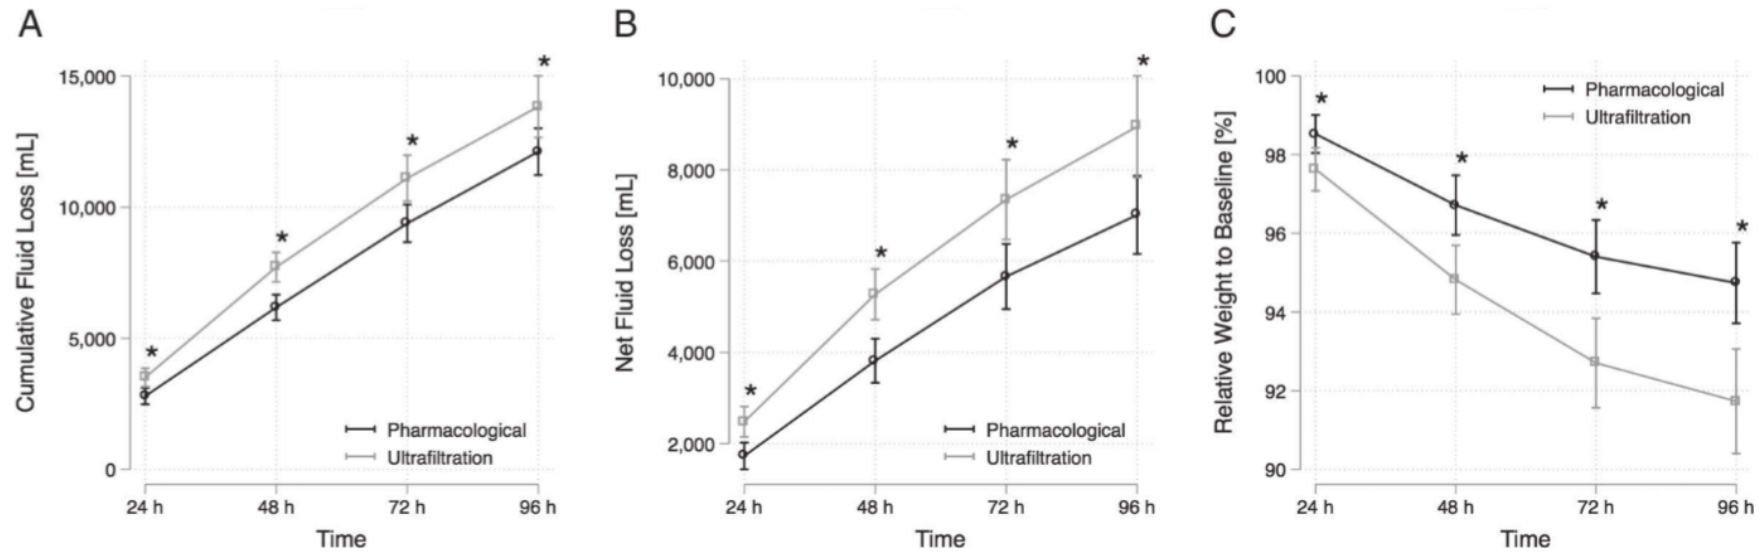 A
*
*
*
*
15,000
10,000
5,000
0
Cumulative Fluid Loss [mL]
Pharmacological
Ultrafiltration
24 h
48 h
72 h
96 h
Time
B
*
*
*
*
10,000
8,000
6,000
4,000
2,000
Net Fluid Loss [mL]
Pharmacological
Ultrafiltration
24 h
48 h
72 h
96 h
Time
C
*
*
*
*
100
98
96
94
92
90
Relative Weight to Baseline [%]
Pharmacological
Ultrafiltration
24 h
48 h
72 h
96 h
Time